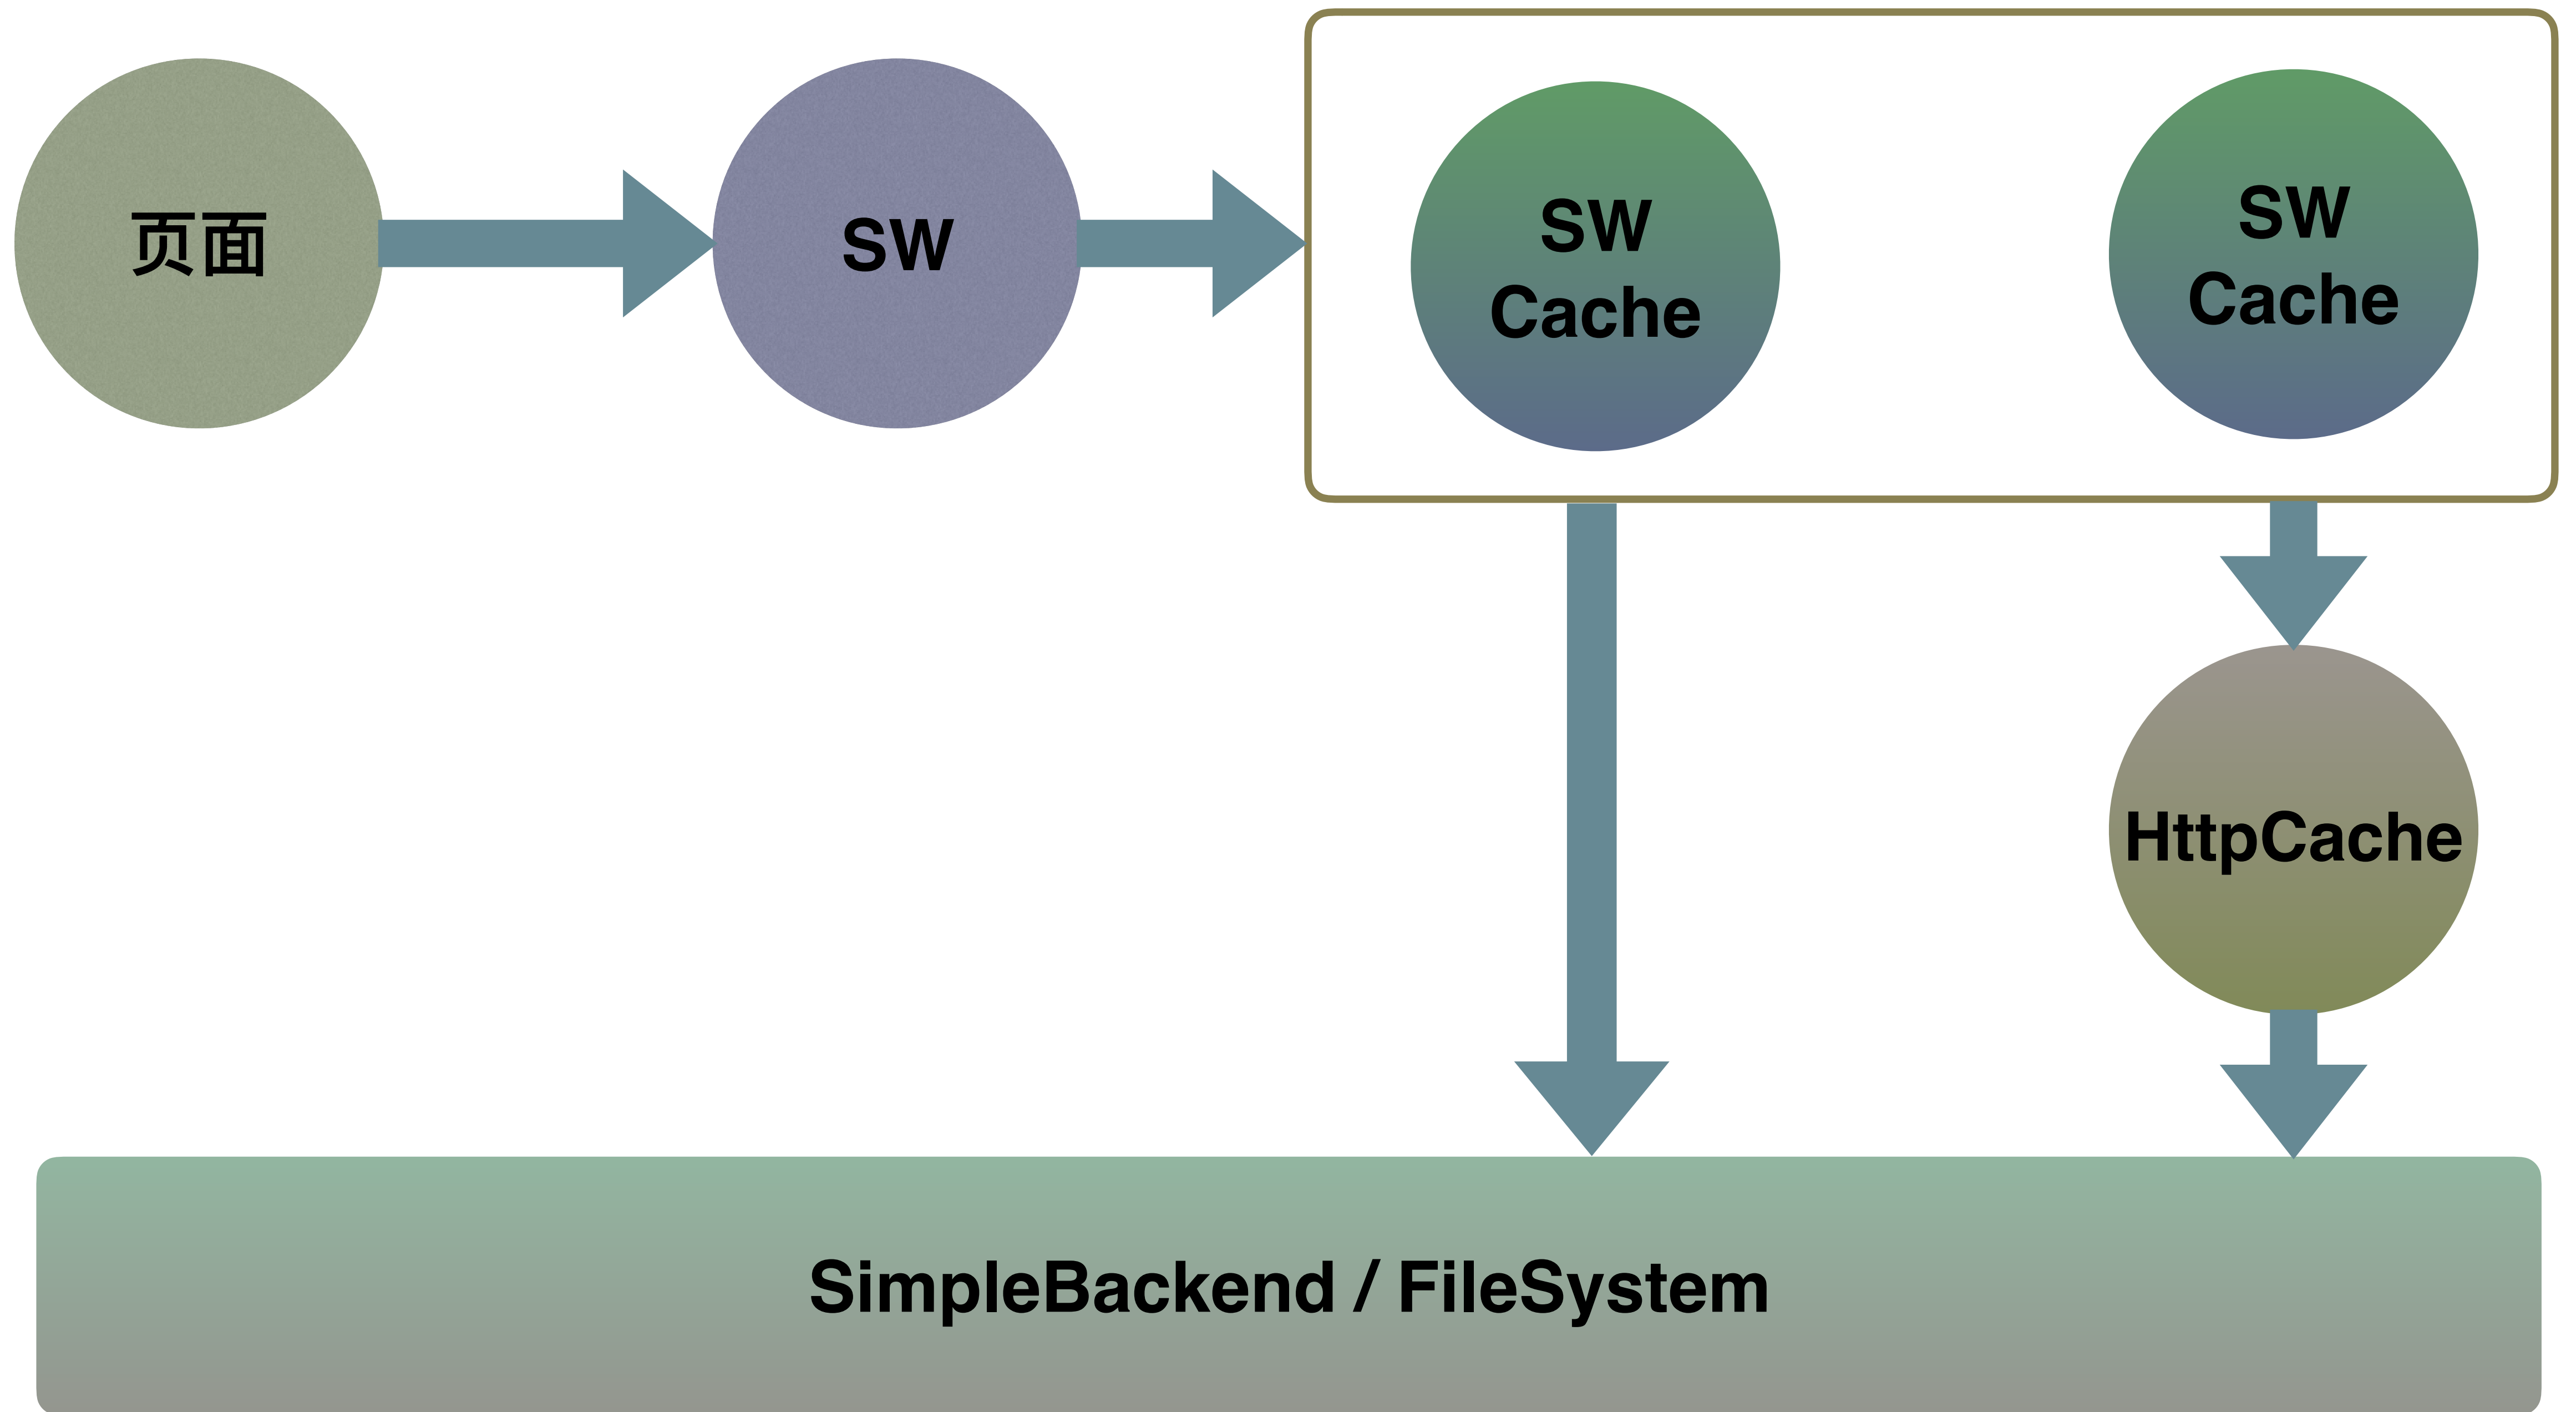 页面
SW
SW
Cache
SW
Cache
HttpCache
SimpleBackend / FileSystem